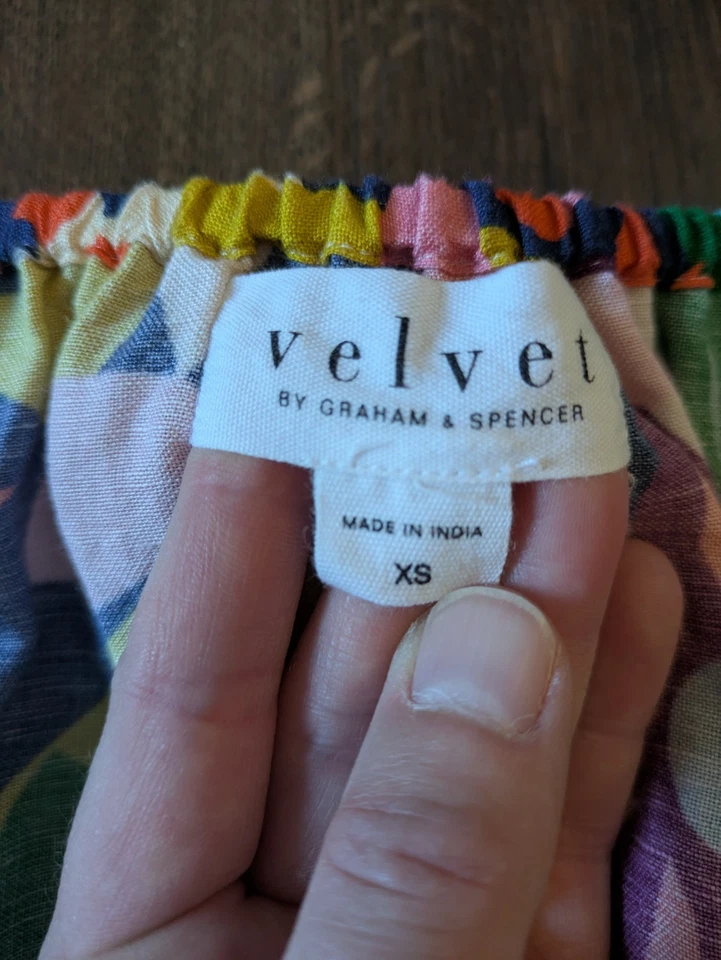 velvet
BY GRAHAM & SPENCER
MADE IN INDIA
XS